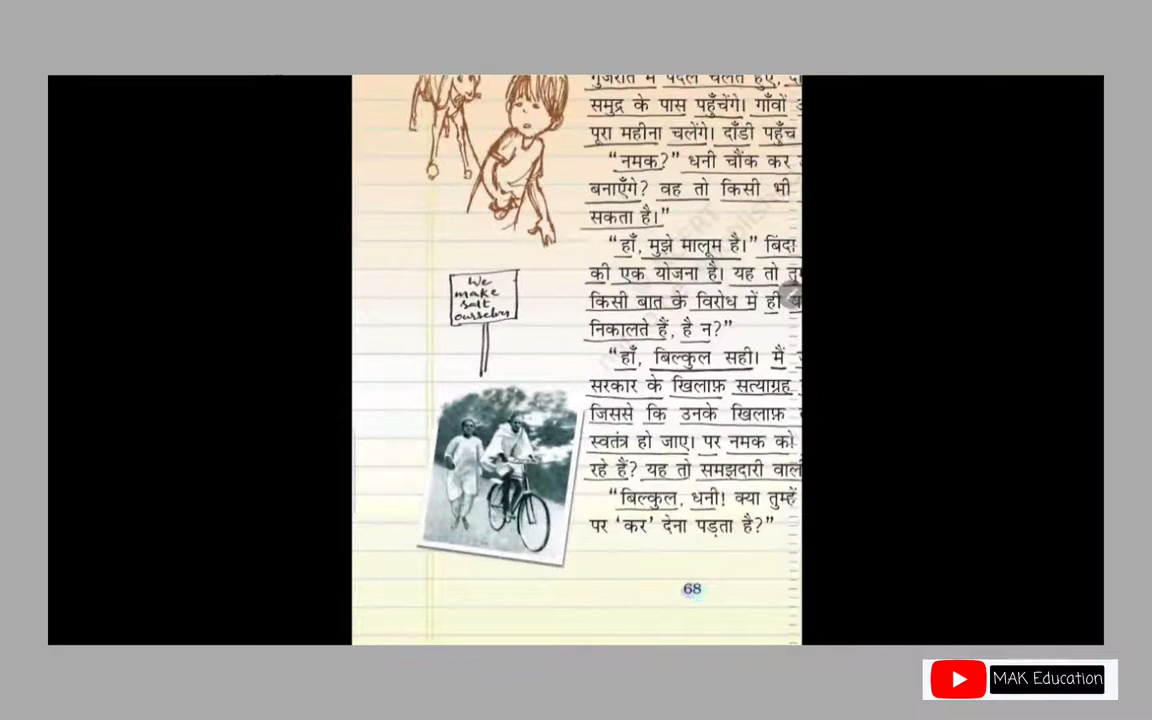 गुजरात में पैदल चलते हुए,
समुद्र के पास पहुँचेंगे। गाँवों
पूरा महीना चलेंगे। दाँडी पहुँच
“नमक?” धनी चौंक कर
बनाएँगे? वह तो किसी भी
सकता है।”
“हाँ, मुझे मालूम है।” बिंदा
की एक योजना है। यह तो
किसी बात के विरोध में ही
निकालते हैं, है न?”
“हाँ, बिल्कुल सही। मैं
सरकार के खिलाफ़ सत्याग्रह
जिससे कि उनके खिलाफ़
स्वतंत्र हो जाए। पर नमक को
रहे हैं? यह तो समझदारी वाली
“बिल्कुल, धनी! क्या तुम्हें
पर ‘कर’ देना पड़ता है?”
We
make
salt
ourselves
68
MAK Education